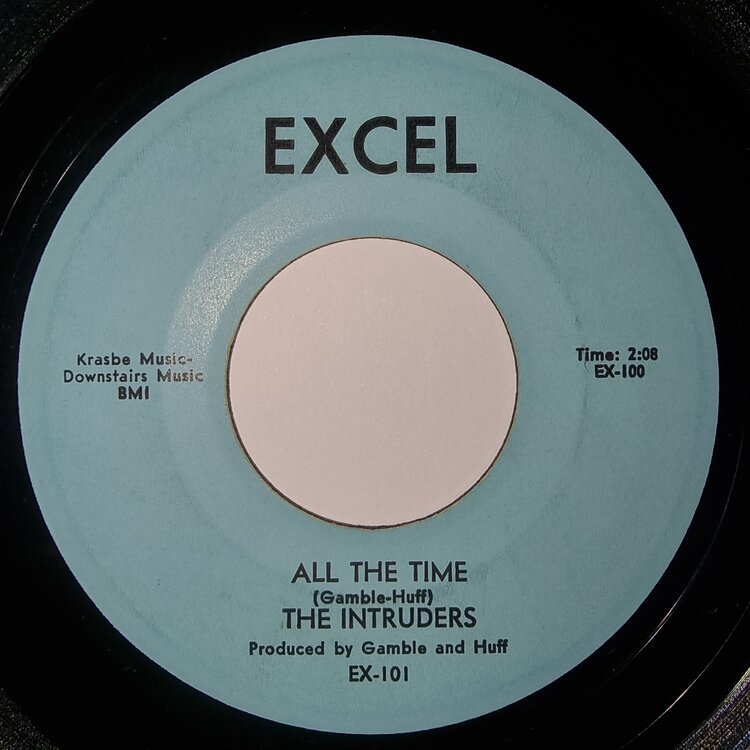 EXCEL
Krasbe Music-
Downstairs Music
BMI
Time: 2:08
EX-100
ALL THE TIME
(Gamble-Huff)
THE INTRUDERS
Produced by Gamble and Huff
EX-101